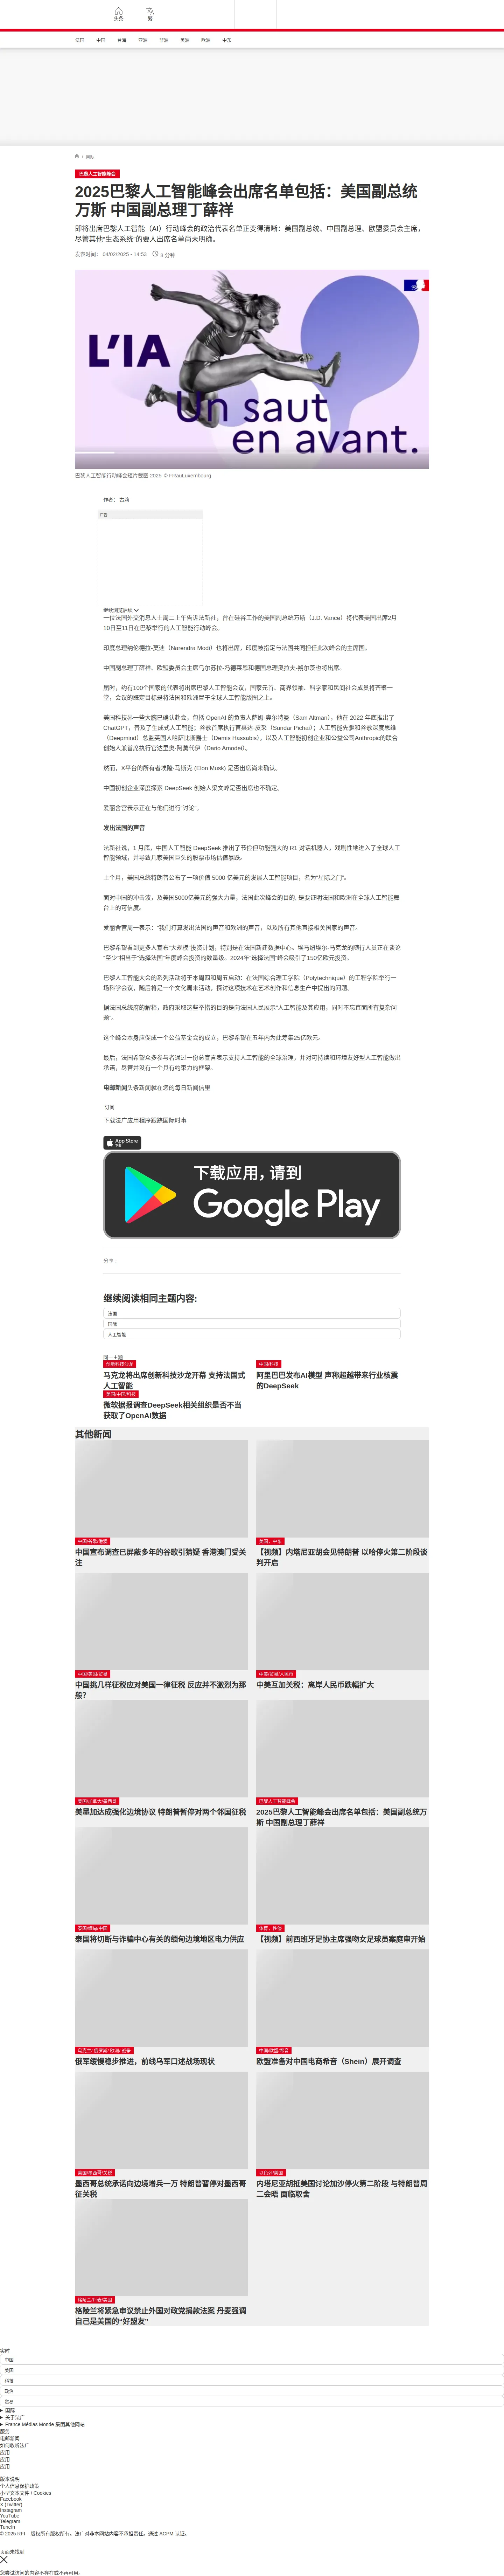 头条
繁
法国
中国
台海
亚洲
非洲
美洲
欧洲
中东
/ 国际
巴黎人工智能峰会
2025巴黎人工智能峰会出席名单包括：美国副总统
万斯 中国副总理丁薛祥
即将出席巴黎人工智能（AI）行动峰会的政治代表名单正变得清晰：美国副总统、中国副总理、欧盟委员会主席，
尽管其他“生态系统”的要人出席名单尚未明确。
发表时间： 04/02/2025 - 14:53 6 分钟
L’IA
Un saut
en avant.
巴黎人工智能行动峰会短片截图 2025 © FRauLuxembourg
作者： 古莉
广告
继续浏览后续
一位法国外交消息人士周二上午告诉法新社，曾在硅谷工作的美国副总统万斯（J.D. Vance）将代表美国出席2月
10日至11日在巴黎举行的人工智能行动峰会。
印度总理纳伦德拉-莫迪（Narendra Modi）也将出席，印度被指定与法国共同担任此次峰会的主席国。
中国副总理丁薛祥、欧盟委员会主席乌尔苏拉-冯德莱恩和德国总理奥拉夫-朔尔茨也将出席。
届时，约有100个国家的代表将出席巴黎人工智能会议，国家元首、商界领袖、科学家和民间社会成员将齐聚一
堂，会议的既定目标是将法国和欧洲置于全球人工智能版图之上。
美国科技界一些大腕已确认赴会，包括 OpenAI 的负责人萨姆·奥尔特曼（Sam Altman），他在 2022 年底推出了
ChatGPT，普及了生成式人工智能；谷歌首席执行官桑达·皮采（Sundar Pichai）；人工智能先驱和谷歌深度思维
（Deepmind）总监英国人哈萨比斯爵士（Demis Hassabis），以及人工智能初创企业和公益公司Anthropic的联合
创始人兼首席执行官达里奥·阿莫代伊（Dario Amodei）。
然而，X平台的所有者埃隆·马斯克 (Elon Musk) 是否出席尚未确认。
中国初创企业深度探索 DeepSeek 创始人梁文峰是否出席也不确定。
爱丽舍宫表示正在与他们进行“讨论”。
发出法国的声音
法新社说，1 月底，中国人工智能 DeepSeek 推出了节俭但功能强大的 R1 对话机器人，戏剧性地进入了全球人工
智能领域，并导致几家美国巨头的股票市场估值暴跌。
上个月，美国总统特朗普公布了一项价值 5000 亿美元的发展人工智能项目，名为“星际之门”。
面对中国的冲击波，及美国5000亿美元的强大力量，法国此次峰会的目的, 是要证明法国和欧洲在全球人工智能舞
台上的可信度。
爱丽舍宫周一表示：“我们打算发出法国的声音和欧洲的声音，以及所有其他直接相关国家的声音。
巴黎希望看到更多人宣布“大规模”投资计划，特别是在法国新建数据中心。埃马纽埃尔-马克龙的随行人员正在谈论
“至少”相当于“选择法国”年度峰会投资的数量级。2024年“选择法国”峰会吸引了150亿欧元投资。
巴黎人工智能大会的系列活动将于本周四和周五启动：在法国综合理工学院（Polytechnique）的工程学院举行一
场科学会议，随后将是一个文化周末活动，探讨这项技术在艺术创作和信息生产中提出的问题。
据法国总统府的解释，政府采取这些举措的目的是向法国人民展示“人工智能及其应用，同时不忘直面所有复杂问
题”。
这个峰会本身应促成一个公共基金会的成立，巴黎希望在五年内为此筹集25亿欧元。
最后，法国希望众多参与者通过一份总宣言表示支持人工智能的全球治理，并对可持续和环境友好型人工智能做出
承诺，尽管并没有一个具有约束力的框架。
电邮新闻头条新闻就在您的每日新闻信里
订阅
下载法广应用程序跟踪国际时事
App Store
下载
下载应用，请到
Google Play
分享 :
继续阅读相同主题内容:
法国
国际
人工智能
同一主题
创新科技沙龙
马克龙将出席创新科技沙龙开幕 支持法国式
人工智能
中国/科技
阿里巴巴发布AI模型 声称超越带来行业核震
的DeepSeek
美国/中国/科技
微软据报调查DeepSeek相关组织是否不当
获取了OpenAI数据
其他新闻
中国/谷歌/港澳
中国宣布调查已屏蔽多年的谷歌引猜疑 香港澳门受关
注
美国、中东
【视频】内塔尼亚胡会见特朗普 以哈停火第二阶段谈
判开启
中国/美国/贸易
中国挑几样征税应对美国一律征税 反应并不激烈为那
般？
中美/贸易/人民币
中美互加关税：离岸人民币跌幅扩大
美国/加拿大/墨西哥
美墨加达成强化边境协议 特朗普暂停对两个邻国征税
巴黎人工智能峰会
2025巴黎人工智能峰会出席名单包括：美国副总统万
斯 中国副总理丁薛祥
泰国/缅甸/中国
泰国将切断与诈骗中心有关的缅甸边境地区电力供应
体育、性侵
【视频】前西班牙足协主席强吻女足球员案庭审开始
乌克兰/ 俄罗斯/ 欧洲/ 战争
俄军缓慢稳步推进，前线乌军口述战场现状
中国/欧盟/希音
欧盟准备对中国电商希音（Shein）展开调查
美国/墨西哥/关税
墨西哥总统承诺向边境增兵一万 特朗普暂停对墨西哥
征关税
以色列/美国
内塔尼亚胡抵美国讨论加沙停火第二阶段 与特朗普周
二会晤 面临取舍
格陵兰/丹麦/美国
格陵兰将紧急审议禁止外国对政党捐款法案 丹麦强调
自己是美国的“好盟友”
实时
中国
美国
科技
政治
贸易
国际
关于法广
France Médias Monde 集团其他网站
服务
电邮新闻
如何收听法广
应用
应用
应用
版本说明
个人信息保护政策
小型文本文件 / Cookies
Facebook
X (Twitter)
Instagram
YouTube
Telegram
TuneIn
© 2025 RFI – 版权所有版权所有。法广对非本网站内容不承担责任。通过 ACPM 认证。
页面未找到
您尝试访问的内容不存在或不再可用。